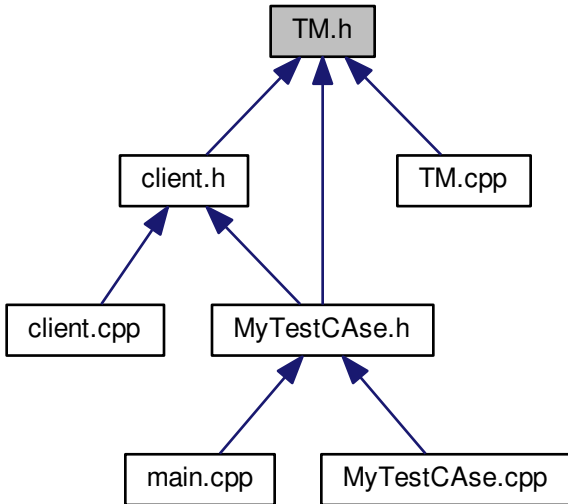 TM.h
client.h
TM.cpp
client.cpp
MyTestCAse.h
main.cpp
MyTestCAse.cpp